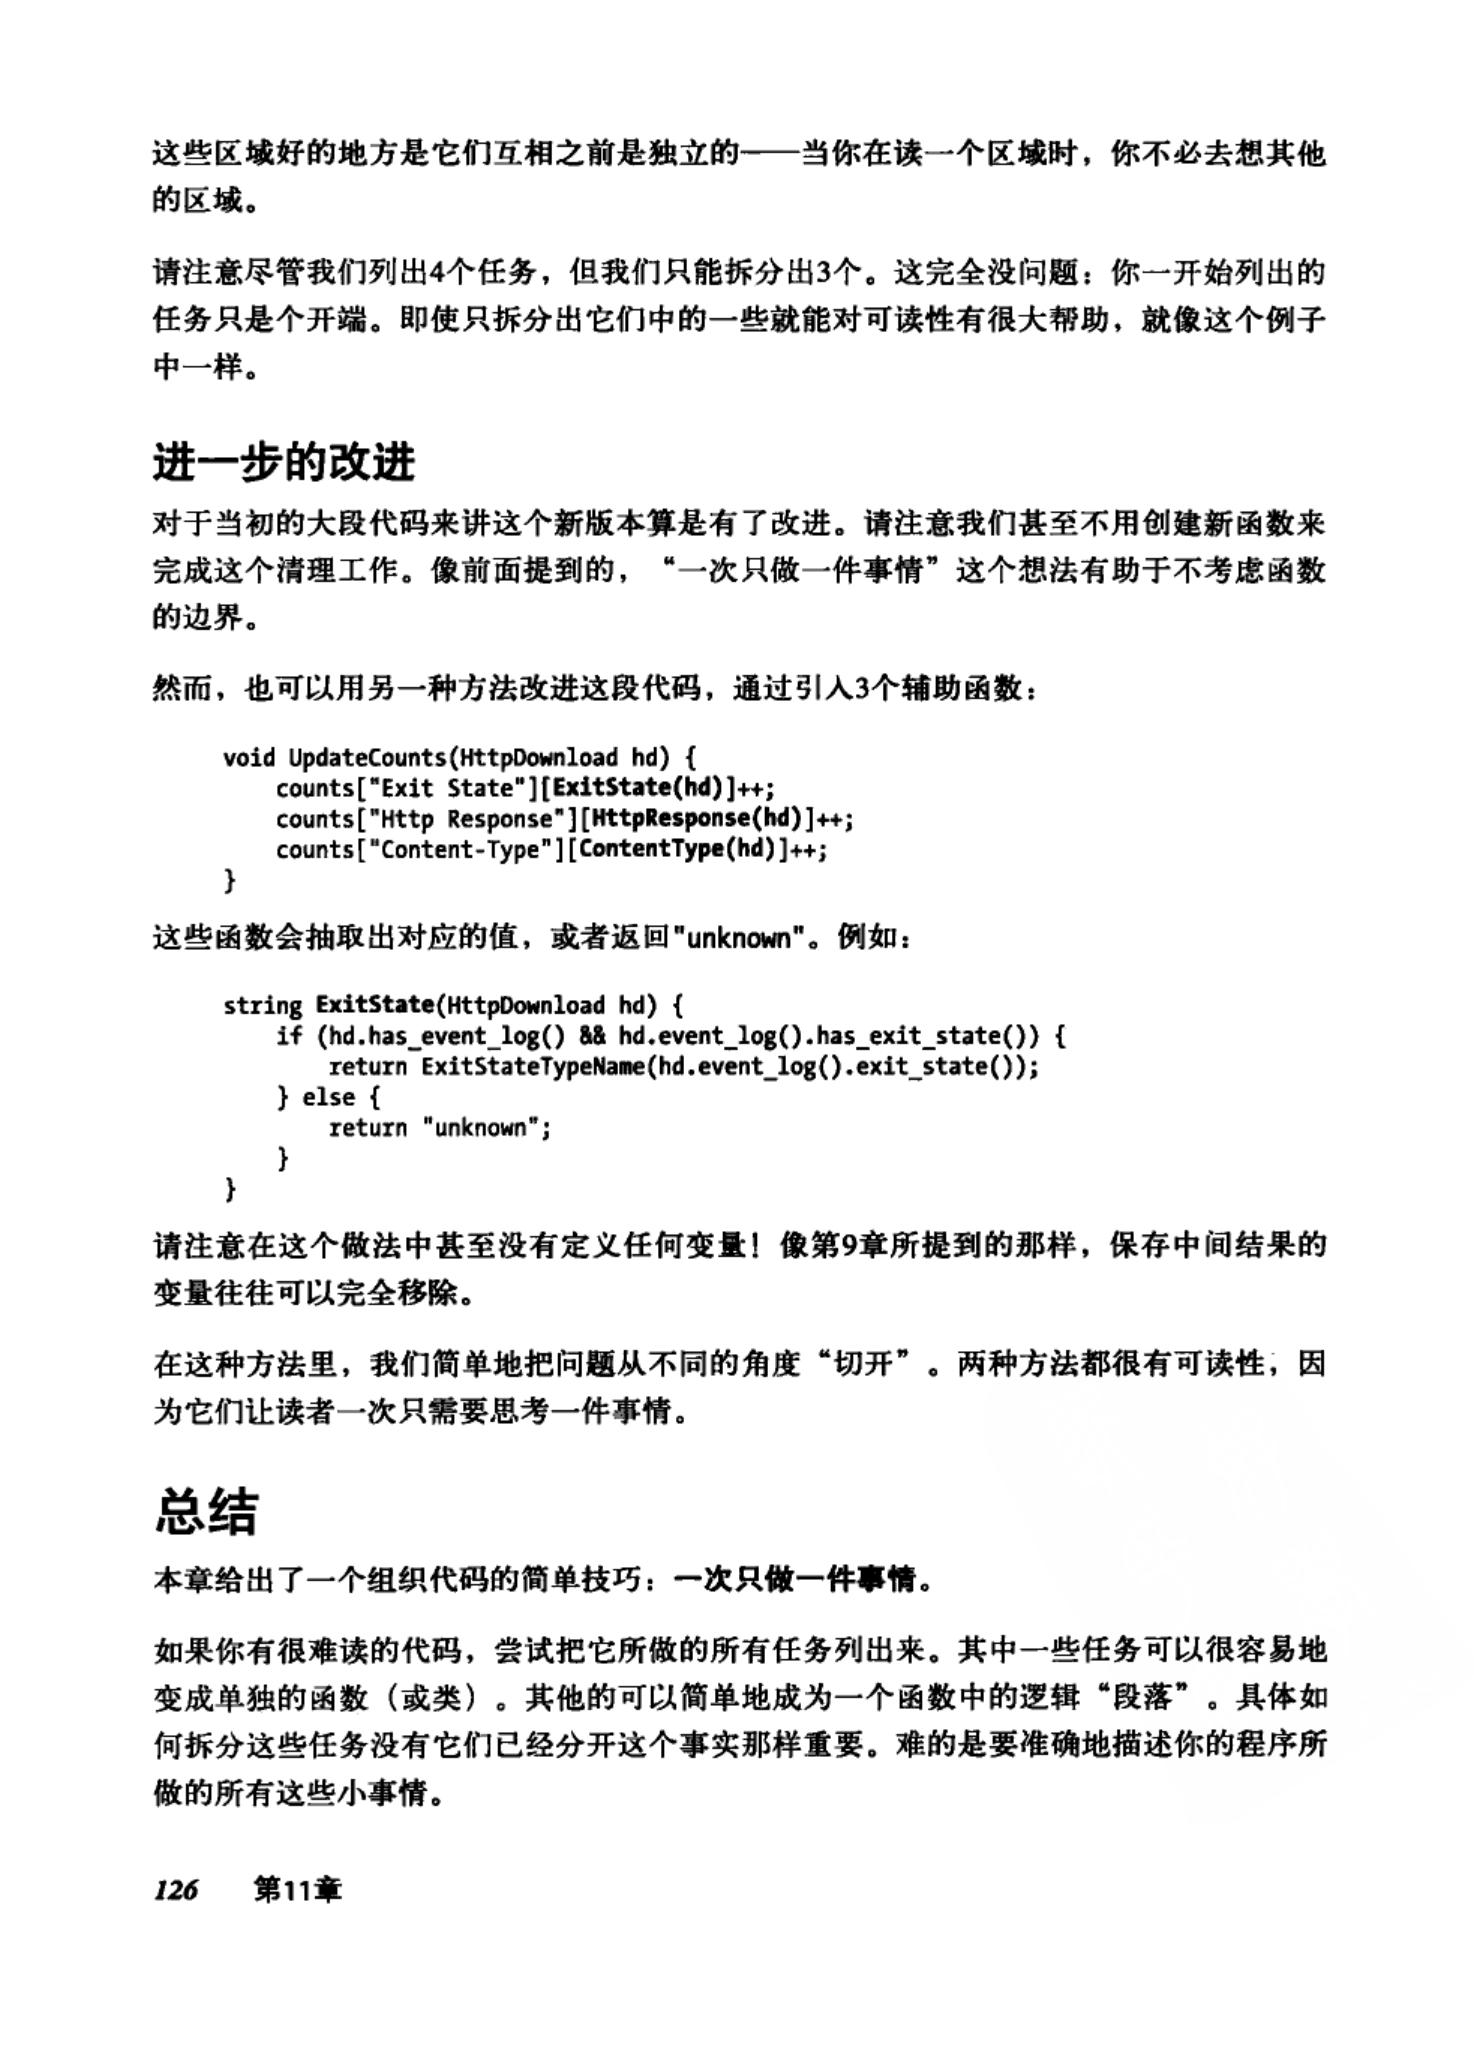 这些区域好的地方是它们互相之前是独立的——当你在读一个区域时，你不必去想其他
的区域。
请注意尽管我们列出4个任务，但我们只能拆分出3个。这完全没问题：你一开始列出的
任务只是个开端。即使只拆分出它们中的一些就能对可读性有很大帮助，就像这个例子
中一样。
进一步的改进
对于当初的大段代码来讲这个新版本算是有了改进。请注意我们甚至不用创建新函数来
完成这个清理工作。像前面提到的，“一次只做一件事情”这个想法有助于不考虑函数
的边界。
然而，也可以用另一种方法改进这段代码，通过引入3个辅助函数：
void UpdateCounts(HttpDownload hd) {
    counts["Exit State"][ExitState(hd)]++;
    counts["Http Response"][HttpResponse(hd)]++;
    counts["Content-Type"][ContentType(hd)]++;
}
这些函数会抽取出对应的值，或者返回"unknown"。例如：
string ExitState(HttpDownload hd) {
    if (hd.has_event_log() && hd.event_log().has_exit_state()) {
        return ExitStateTypeName(hd.event_log().exit_state());
    } else {
        return "unknown";
    }
}
请注意在这个做法中甚至没有定义任何变量！像第9章所提到的那样，保存中间结果的
变量往往可以完全移除。
在这种方法里，我们简单地把问题从不同的角度“切开”。两种方法都很有可读性，因
为它们让读者一次只需要思考一件事情。
总结
本章给出了一个组织代码的简单技巧：一次只做一件事情。
如果你有很难读的代码，尝试把它所做的所有任务列出来。其中一些任务可以很容易地
变成单独的函数（或类）。其他的可以简单地成为一个函数中的逻辑“段落”。具体如
何拆分这些任务没有它们已经分开这个事实那样重要。难的是要准确地描述你的程序所
做的所有这些小事情。
126 第11章